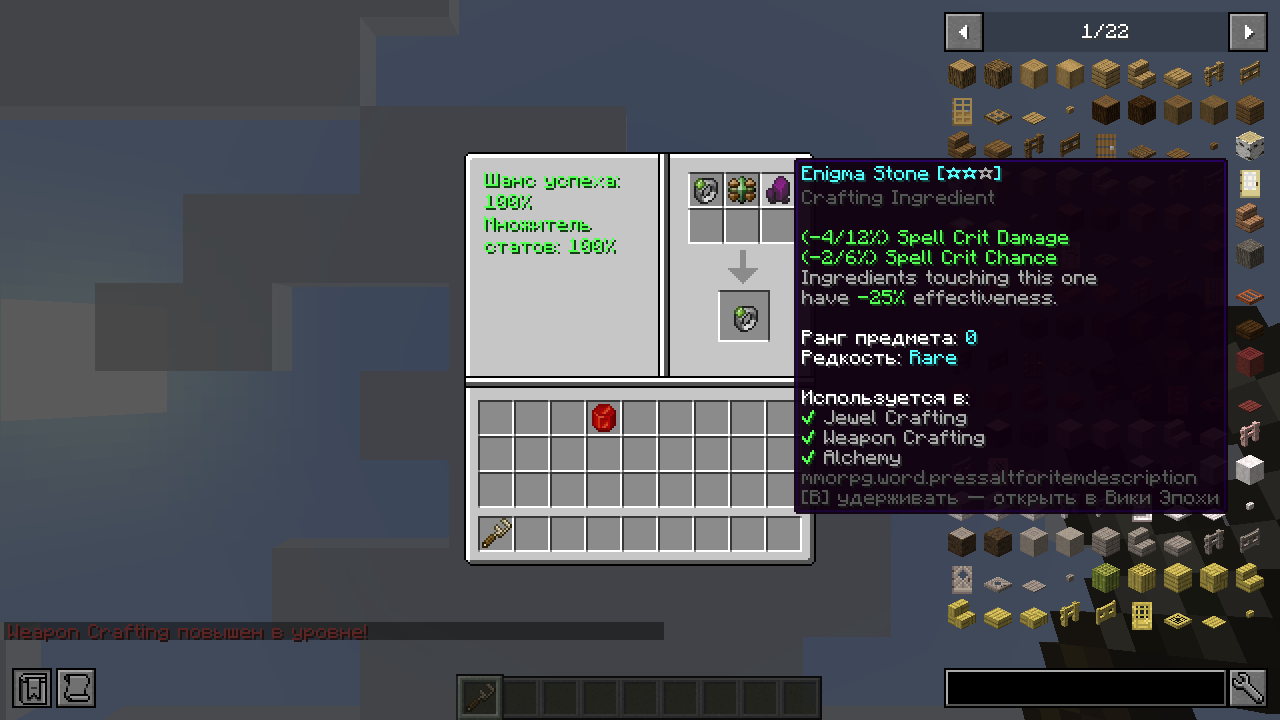 1/22
Шанс успеха:
100%
Множитель
статов: 100%
Enigma Stone [★★☆]
Crafting Ingredient
(-4/12%) Spell Crit Damage
(-2/6%) Spell Crit Chance
Ingredients touching this one
have -25% effectiveness.
Ранг предмета: 0
Редкость: Rare
Используется в:
✓ Jewel Crafting
✓ Weapon Crafting
✓ Alchemy
mmorpg.word.pressaltforitemdescription
[B] удерживать — открыть в Вики Эпохи
Weapon Crafting повышен в уровне!